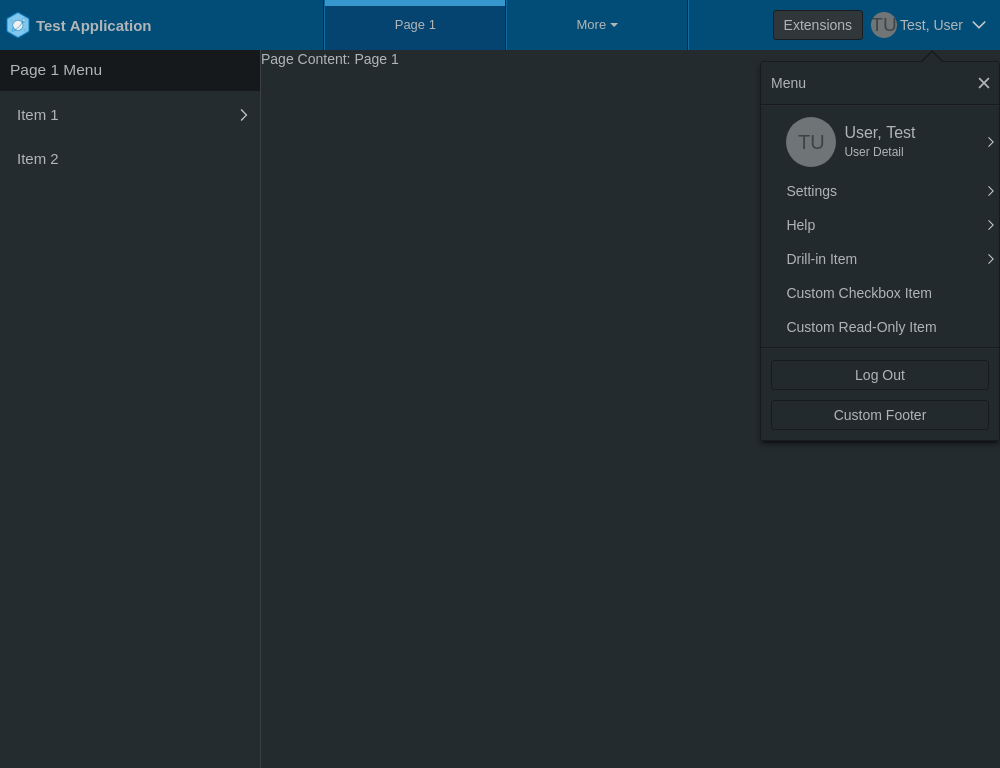 Test Application
Page 1
More
Extensions
TU
Test, User
Page 1 Menu
Item 1
Item 2
Page Content: Page 1
Menu
TU
User, Test
User Detail
Settings
Help
Drill-in Item
Custom Checkbox Item
Custom Read-Only Item
Log Out
Custom Footer